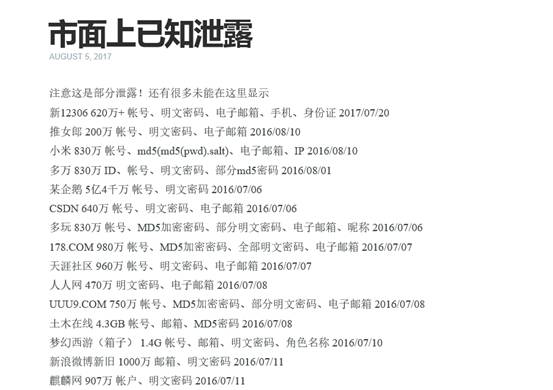 市面上已知泄露
AUGUST 5, 2017
注意这是部分泄露！还有很多未能在这里显示
新12306 620万+ 帐号、明文密码、电子邮箱、手机、身份证 2017/07/20
推女郎 200万 帐号、明文密码、电子邮箱 2016/08/10
小米 830万 帐号、md5(md5(pwd).salt)、电子邮箱、IP 2016/08/10
多万 830万 ID、帐号、明文密码、部分md5密码 2016/08/01
某企鹅 5亿4千万 帐号、明文密码 2016/07/06
CSDN 640万 帐号、明文密码、电子邮箱 2016/07/06
多玩 830万 帐号、MD5加密密码、部分明文密码、电子邮箱、昵称 2016/07/06
178.COM 980万 帐号、MD5加密密码、全部明文密码、电子邮箱 2016/07/07
天涯社区 960万 帐号、明文密码、电子邮箱 2016/07/07
人人网 470万 明文密码、电子邮箱 2016/07/08
UUU9.COM 750万 帐号、MD5加密密码、部分明文密码、电子邮箱 2016/07/08
土木在线 4.3GB 帐号、邮箱、MD5密码 2016/07/08
梦幻西游（箱子） 1.4G 帐号、邮箱、明文密码、角色名称 2016/07/10
新浪微博新旧 1000万 邮箱、明文密码 2016/07/11
麒麟网 907万 帐户、明文密码 2016/07/11